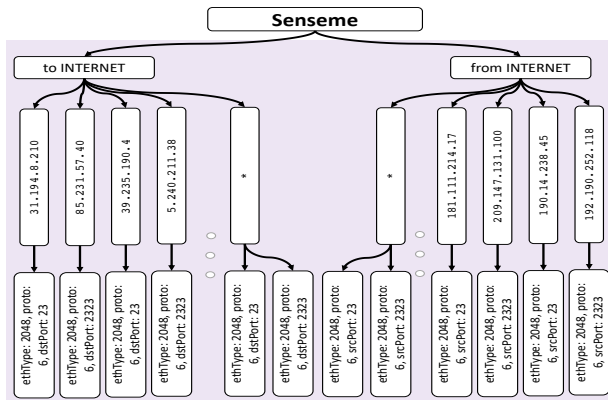 Senseme
to INTERNET
from INTERNET
31.194.8.210
85.231.57.40
39.235.190.4
5.240.211.38
*
*
181.111.214.17
209.147.131.100
190.14.238.45
192.190.252.118
ethType: 2048, proto:
6, dstPort: 23
ethType: 2048, proto:
6, dstPort: 2323
ethType: 2048, proto:
6, dstPort: 23
ethType: 2048, proto:
6, dstPort: 2323
ethType: 2048, proto:
6, dstPort: 23
ethType: 2048, proto:
6, dstPort: 2323
ethType: 2048, proto:
6, srcPort: 23
ethType: 2048, proto:
6, srcPort: 2323
ethType: 2048, proto:
6, srcPort: 23
ethType: 2048, proto:
6, srcPort: 2323
ethType: 2048, proto:
6, srcPort: 23
ethType: 2048, proto:
6, srcPort: 2323